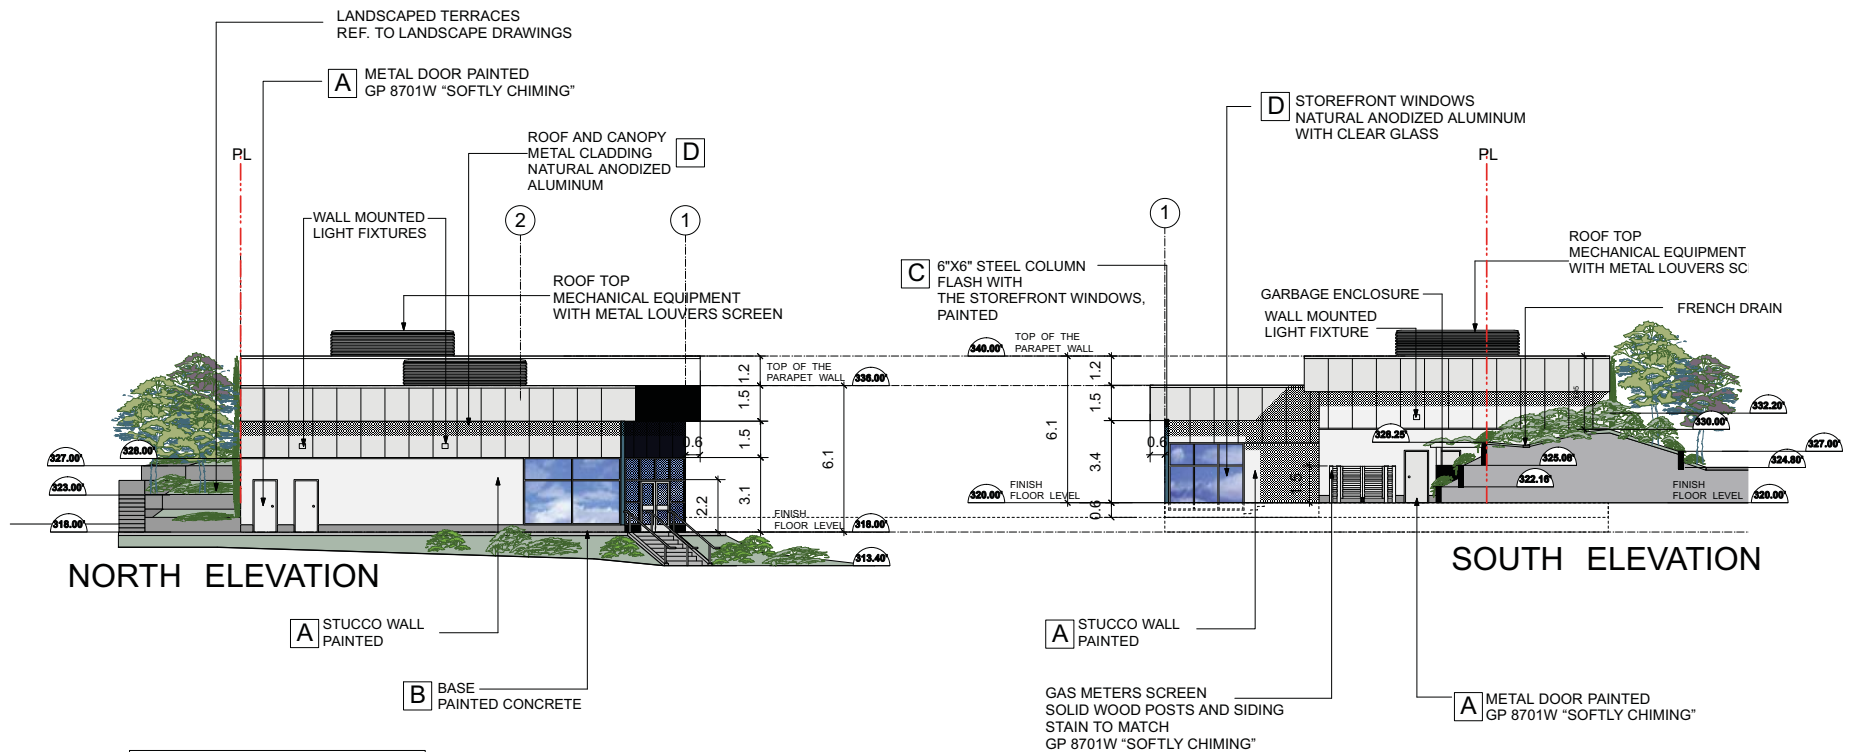 LANDSCAPED TERRACES
REF. TO LANDSCAPE DRAWINGS
A
METAL DOOR PAINTED
GP 8701W “SOFTLY CHIMING”
PL
ROOF AND CANOPY
METAL CLADDING
NATURAL ANODIZED
ALUMINUM
D
WALL MOUNTED
LIGHT FIXTURES
2
1
ROOF TOP
MECHANICAL EQUIPMENT
WITH METAL LOUVERS SCREEN
TOP OF THE
PARAPET WALL
336.00'
1.2
1.5
1.5
0.6
6.1
3.1
2.2
327.00'
328.00'
323.00'
318.00'
FINISH
FLOOR LEVEL
318.00'
313.40'
NORTH ELEVATION
A
STUCCO WALL
PAINTED
B
BASE
PAINTED CONCRETE
D
STOREFRONT WINDOWS
NATURAL ANODIZED ALUMINUM
WITH CLEAR GLASS
PL
1
C
6"X6" STEEL COLUMN
FLASH WITH
THE STOREFRONT WINDOWS,
PAINTED
ROOF TOP
MECHANICAL EQUIPMENT
WITH METAL LOUVERS SC
GARBAGE ENCLOSURE
WALL MOUNTED
LIGHT FIXTURE
FRENCH DRAIN
340.00'
TOP OF THE
PARAPET WALL
1.2
1.5
6.1
0.6
3.4
0.6
320.00'
FINISH
FLOOR LEVEL
332.20'
330.00'
328.25'
327.00'
325.08'
324.80'
322.16'
FINISH
FLOOR LEVEL
320.00'
SOUTH ELEVATION
A
STUCCO WALL
PAINTED
GAS METERS SCREEN
SOLID WOOD POSTS AND SIDING
STAIN TO MATCH
GP 8701W “SOFTLY CHIMING”
A
METAL DOOR PAINTED
GP 8701W “SOFTLY CHIMING”